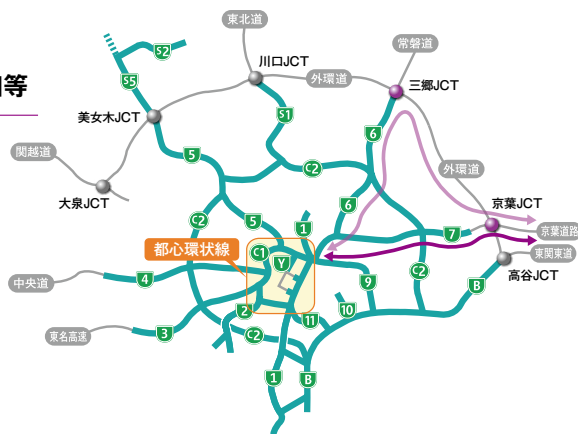 東北道
川口JCT
常磐道
S2
等
外環道
三郷JCT
S5
S1
美女木JCT
6
関越道
5
C2
外環道
大泉JCT
6
京葉JCT
C2
5
1
7
京葉道路
都心環状線
C1
Y
東関東道
高谷JCT
中央道
4
9
C2
B
2
10
11
東名高速
3
C2
1
B